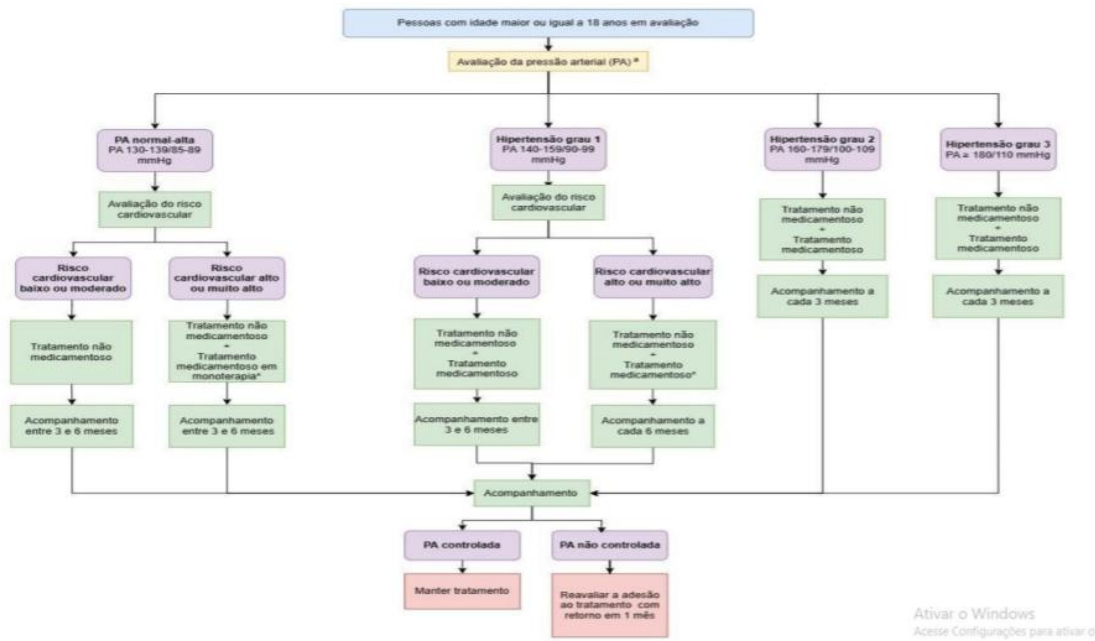 Pessoas com idade maior ou igual a 18 anos em avaliação
Avaliação da pressão arterial (PA) ª
PA normal-alta
PA 130-139/85-89
mmHg
Hipertensão grau 1
PA 140-159/90-99
mmHg
Hipertensão grau 2
PA 160-179/100-109
mmHg
Hipertensão grau 3
PA = 180/110 mmHg
Avaliação do risco
cardiovascular
Avaliação do risco
cardiovascular
Tratamento não
medicamentoso
+
Tratamento
medicamentoso
Tratamento não
medicamentoso
+
Tratamento
medicamentoso
Risco
cardiovascular
baixo ou moderado
Risco
cardiovascular alto
ou muito alto
Risco cardiovascular
baixo ou moderado
Risco cardiovascular
alto ou muito alto
Acompanhamento a
cada 3 meses
Acompanhamento a
cada 3 meses
Tratamento não
medicamentoso
Tratamento não
medicamentoso
+
Tratamento
medicamentoso em
monoterapia*
Tratamento não
medicamentoso
+
Tratamento
medicamentoso
Tratamento não
medicamentoso
+
Tratamento
medicamentoso*
Acompanhamento
entre 3 e 6 meses
Acompanhamento
entre 3 e 6 meses
Acompanhamento entre
3 e 6 meses
Acompanhamento a
cada 6 meses
Acompanhamento
PA controlada
PA não controlada
Manter tratamento
Reavaliar a adesão
ao tratamento com
retorno em 1 mês
Ativar o Windows
Acesse Configurações para ativar o